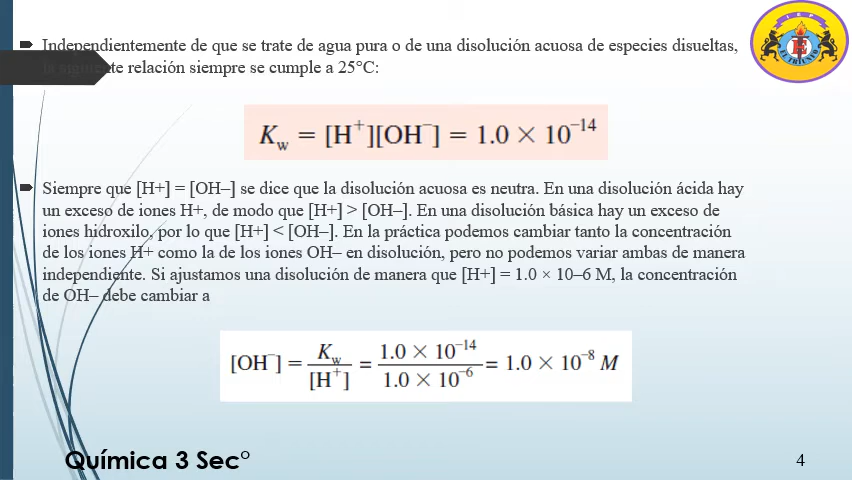 Independientemente de que se trate de agua pura o de una disolución acuosa de especies disueltas,
la siguiente relación siempre se cumple a 25°C:
K_w = [H⁺][OH⁻] = 1.0 × 10⁻¹⁴
Siempre que [H+] = [OH–] se dice que la disolución acuosa es neutra. En una disolución ácida hay
un exceso de iones H+, de modo que [H+] > [OH–]. En una disolución básica hay un exceso de
iones hidroxilo, por lo que [H+] < [OH–]. En la práctica podemos cambiar tanto la concentración
de los iones H+ como la de los iones OH– en disolución, pero no podemos variar ambas de manera
independiente. Si ajustamos una disolución de manera que [H+] = 1.0 × 10–6 M, la concentración
de OH– debe cambiar a
[OH⁻] = K_w / [H⁺] = 1.0 × 10⁻¹⁴ / 1.0 × 10⁻⁶ = 1.0 × 10⁻⁸ M
Química 3 Sec°
4
I E P
E
EL TRIUNFO